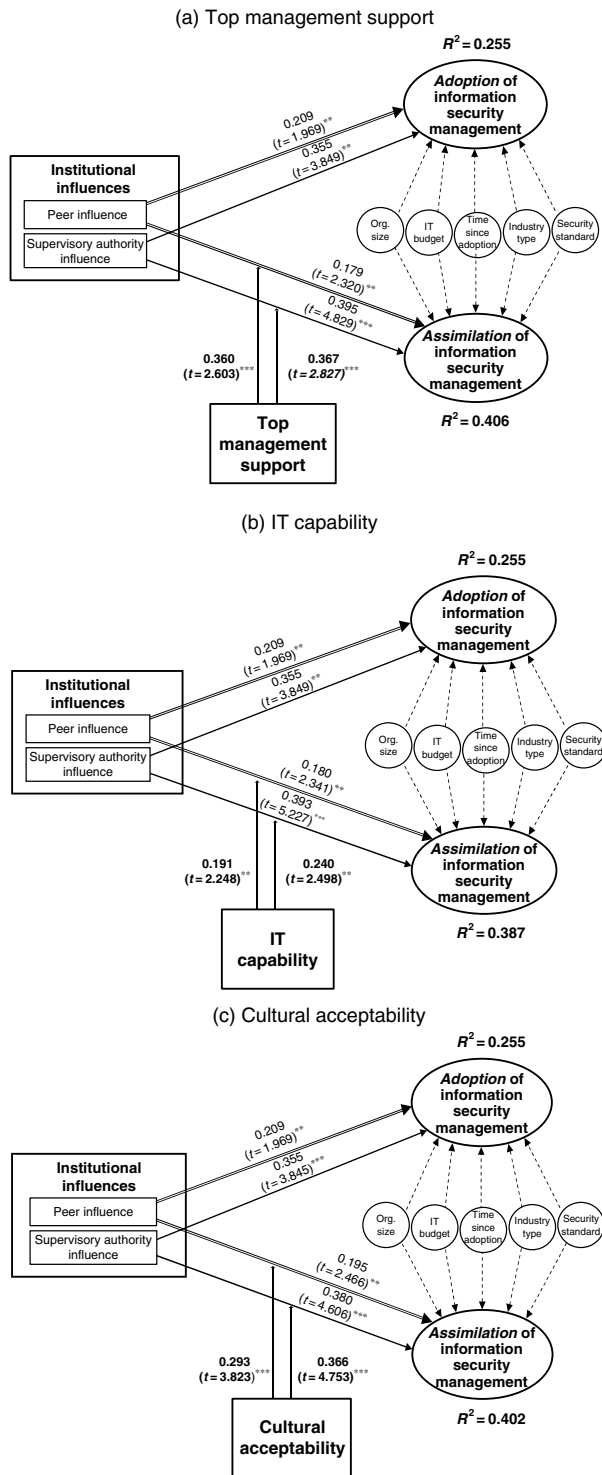 (a) Top management support
R² = 0.255
Adoption of
information
security
management
0.209
(t = 1.969)**
0.355
(t = 3.849)**
Institutional
influences
Peer influence
Supervisory authority
influence
Org.
size
IT
budget
Time
since
adoption
Industry
type
Security
standard
0.179
(t = 2.320)**
0.395
(t = 4.829)***
Assimilation of
information
security
management
R² = 0.406
0.360
(t = 2.603)***
0.367
(t = 2.827)***
Top
management
support
(b) IT capability
R² = 0.255
Adoption of
information
security
management
0.209
(t = 1.969)**
0.355
(t = 3.849)**
Institutional
influences
Peer influence
Supervisory authority
influence
Org.
size
IT
budget
Time
since
adoption
Industry
type
Security
standard
0.180
(t = 2.341)**
0.393
(t = 5.227)***
Assimilation of
information
security
management
R² = 0.387
0.191
(t = 2.248)**
0.240
(t = 2.498)**
IT
capability
(c) Cultural acceptability
R² = 0.255
Adoption of
information
security
management
0.209
(t = 1.969)**
0.355
(t = 3.845)***
Institutional
influences
Peer influence
Supervisory authority
influence
Org.
size
IT
budget
Time
since
adoption
Industry
type
Security
standard
0.195
(t = 2.466)**
0.380
(t = 4.606)***
Assimilation of
information
security
management
R² = 0.402
0.293
(t = 3.823)***
0.366
(t = 4.753)***
Cultural
acceptability